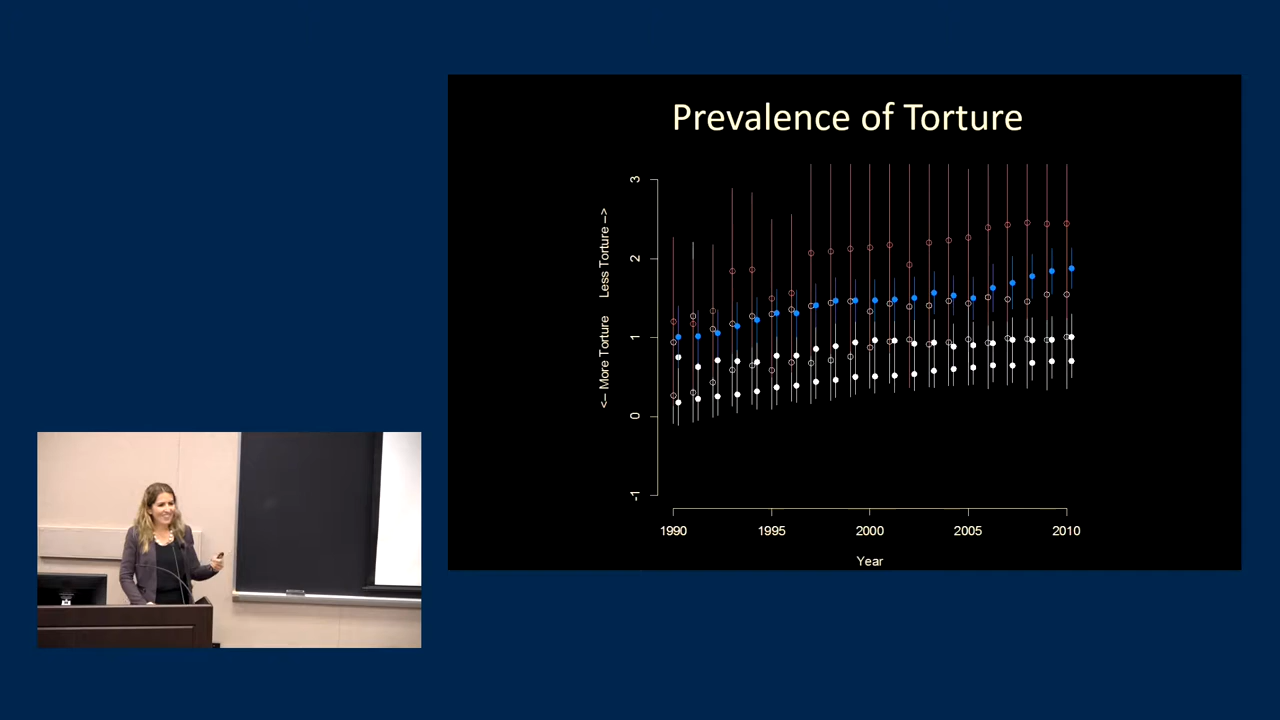 Prevalence of Torture
<– More Torture    Less Torture –>
3
2
1
0
-1
1990 1995 2000 2005 2010
Year